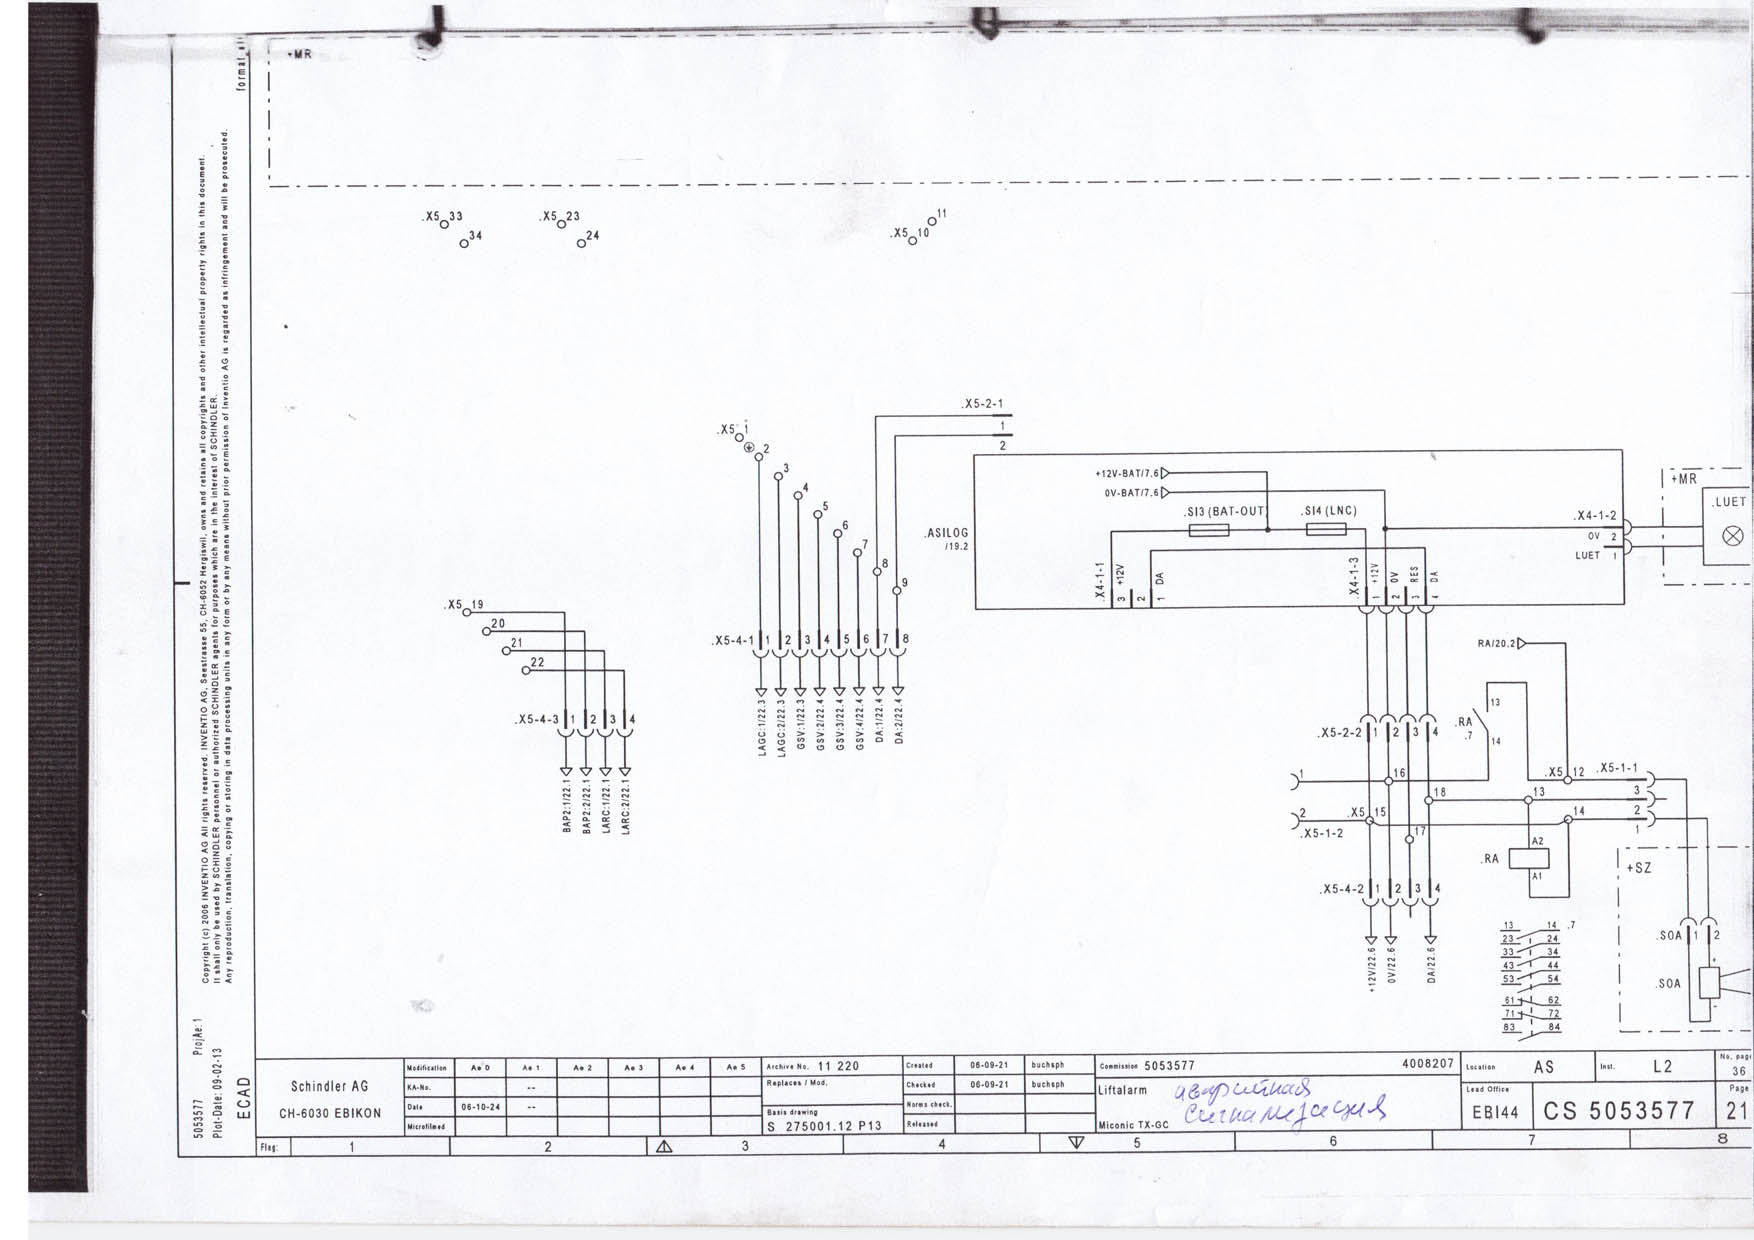 format all
+MR
Copyright (c) 2006 INVENTIO AG All rights reserved. INVENTIO AG, Seestrasse 55, CH-6052 Hergiswil, owns and retains all copyrights and other intellectual property rights in this document.
It shall only be used by SCHINDLER personnel or authorized SCHINDLER agents for purposes which are in the interest of SCHINDLER.
Any reproduction, translation, copying or storing in data processing units in any form or by any means without prior permission of Inventio AG is regarded as infringement and will be prosecuted.
5053577 ProjAe: 1
Plot-Date: 09-02-13
ECAD
.X5 33
34
.X5 23
24
11
.X5 10
.X5-2-1
1
2
.X5 1
2
3
4
5
6
7
8
9
.X5-4-1 1 2 3 4 5 6 7 8
LAGC:1/22.3
LAGC:2/22.3
GSV:1/22.3
GSV:2/22.4
GSV:3/22.4
GSV:4/22.4
DA:1/22.4
DA:2/22.4
.X5 19
20
21
22
.X5-4-3 1 2 3 4
BAP2:1/22.1
BAP2:2/22.1
LARC:1/22.1
LARC:2/22.1
+12V-BAT/7.6
0V-BAT/7.6
.SI3 (BAT-OUT)
.SI4 (LNC)
.ASILOG
/19.2
.X4-1-1
3 +12V
2
1 DA
.X4-1-3
1 +12V
2 0V
3 RES
4 DA
.X4-1-2
0V 2
LUET 1
+MR
.LUET
RA/20.2
13
.RA
.7
14
.X5-2-2 1 2 3 4
1
16
.X5 12
.X5-1-1
18
13
3
2
.X5 15
14
2
.X5-1-2
17
1
A2
.RA
A1
.X5-4-2 1 2 3 4
+12V/22.6
0V/22.6
DA/22.6
13 14 .7
23 24
33 34
43 44
53 54
61 62
71 72
83 84
+SZ
.SOA 1 2
+
.SOA
-
Schindler AG
CH-6030 EBIKON
Modification Ae 0 Ae 1 Ae 2 Ae 3 Ae 4 Ae 5
KA-No. --
Date 06-10-24 --
Microfilmed
Archive No. 11 220
Replaces / Mod.
Basis drawing
S 275001.12 P13
Created 06-09-21 buchsph
Checked 06-09-21 buchsph
Norms check.
Released
Commission 5053577 4008207
Liftalarm аварийная
сигнализация
Miconic TX-GC
Location AS
Inst. L2
No. page
36
Lead Office
EBI44
CS 5053577
Page
21
Flag: 1 2 3 4 5 6 7 8